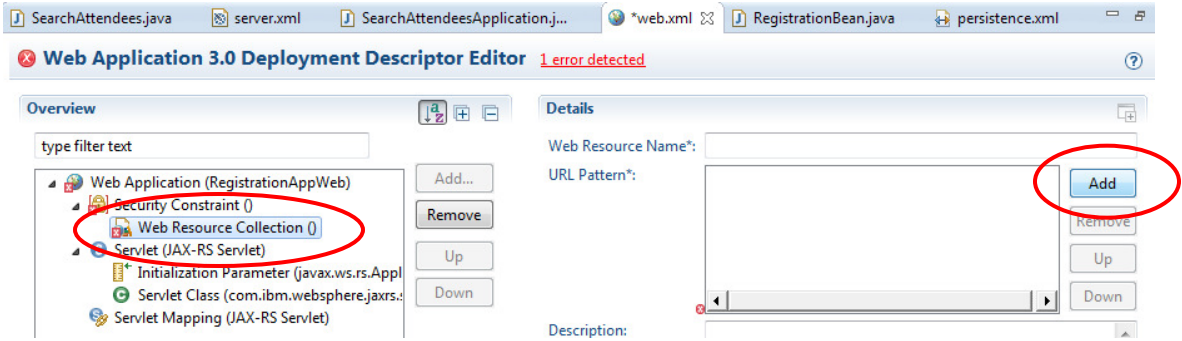 SearchAttendees.java server.xml SearchAttendeesApplication.j... *web.xml RegistrationBean.java persistence.xml
Web Application 3.0 Deployment Descriptor Editor 1 error detected
Overview
type filter text
Web Application (RegistrationAppWeb)
Security Constraint ()
Web Resource Collection ()
Servlet (JAX-RS Servlet)
Initialization Parameter (javax.ws.rs.Appl
Servlet Class (com.ibm.websphere.jaxrs.
Servlet Mapping (JAX-RS Servlet)
Add...
Remove
Up
Down
Details
Web Resource Name*:
URL Pattern*:
Add
Remove
Up
Down
Description: